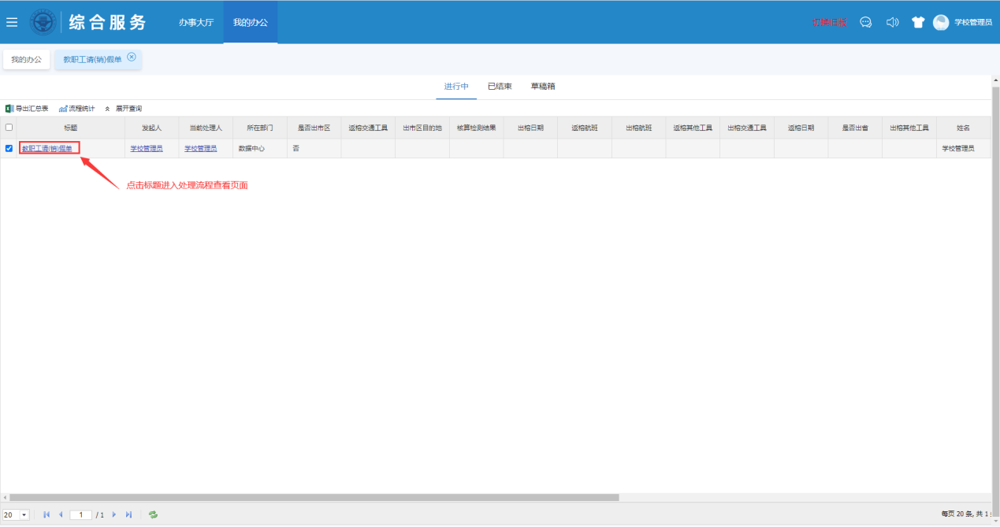 综合服务 办事大厅 我的办公 切换旧版 学校管理员
我的办公 教职工请(销)假单
进行中 已结束 草稿箱
导出汇总表 流程统计 展开查询
标题 发起人 当前处理人 所在部门 是否出市区 返榕交通工具 出市区目的地 核算检测结果 出榕日期 返榕航班 出榕航班 返榕其他工具 出榕交通工具 返榕日期 是否出省 出榕其他工具 姓名
教职工请(销)假单 学校管理员 学校管理员 数据中心 否 学校管理员
点击标题进入处理流程查看页面
20 1 / 1 每页 20 条, 共 1